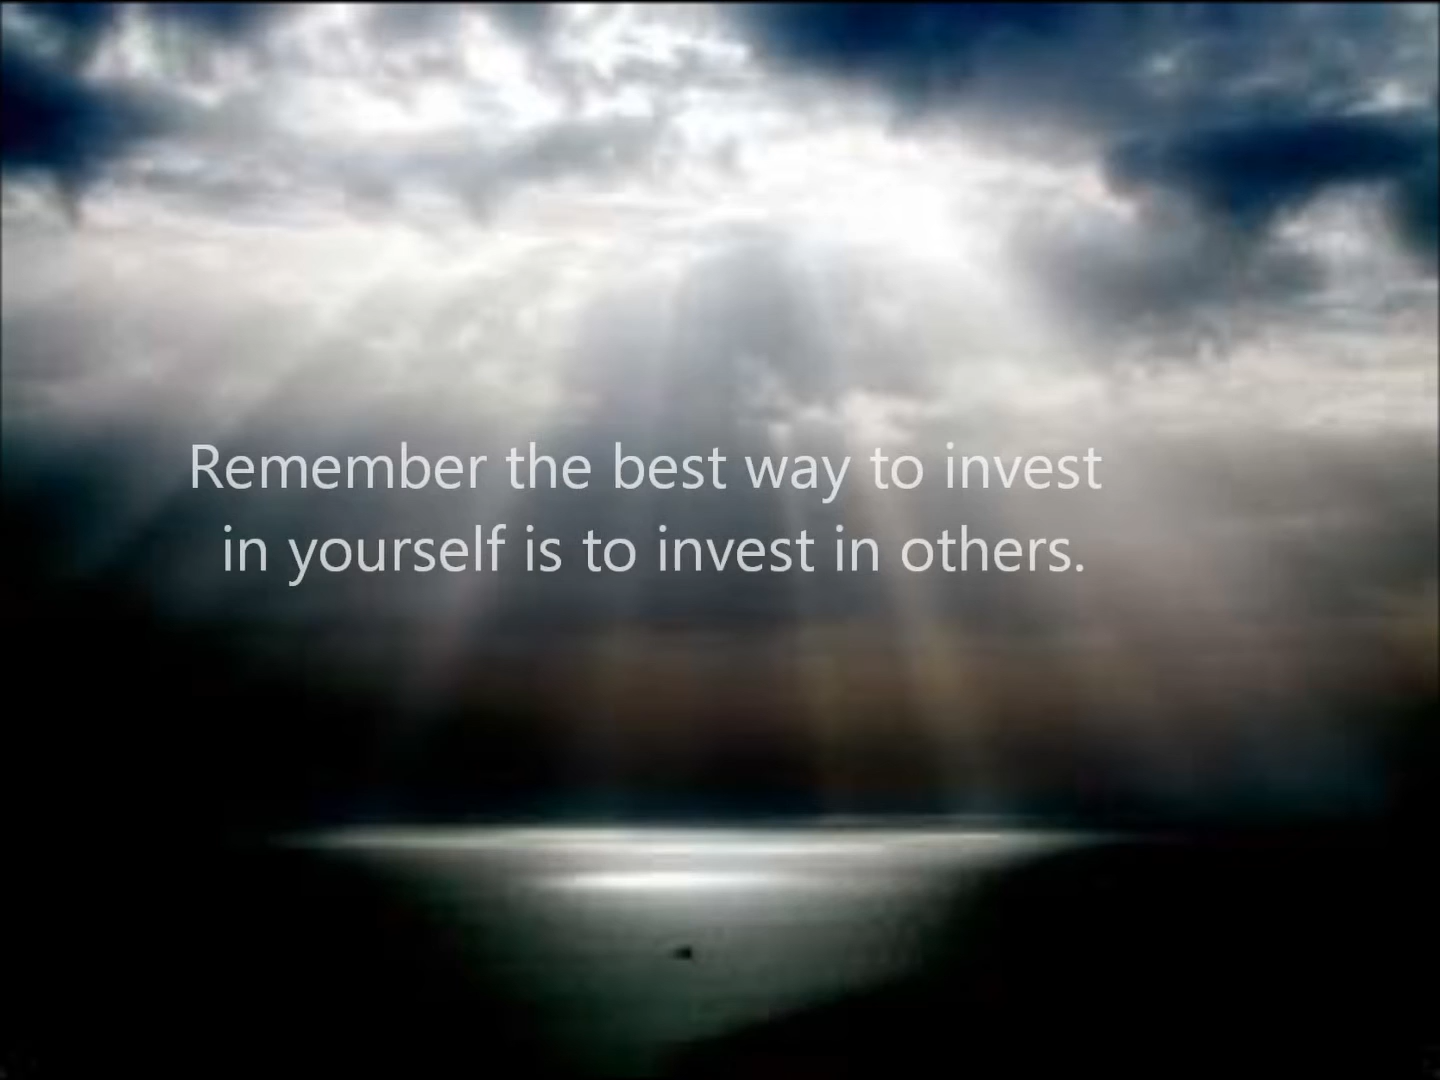 Remember the best way to invest
in yourself is to invest in others.